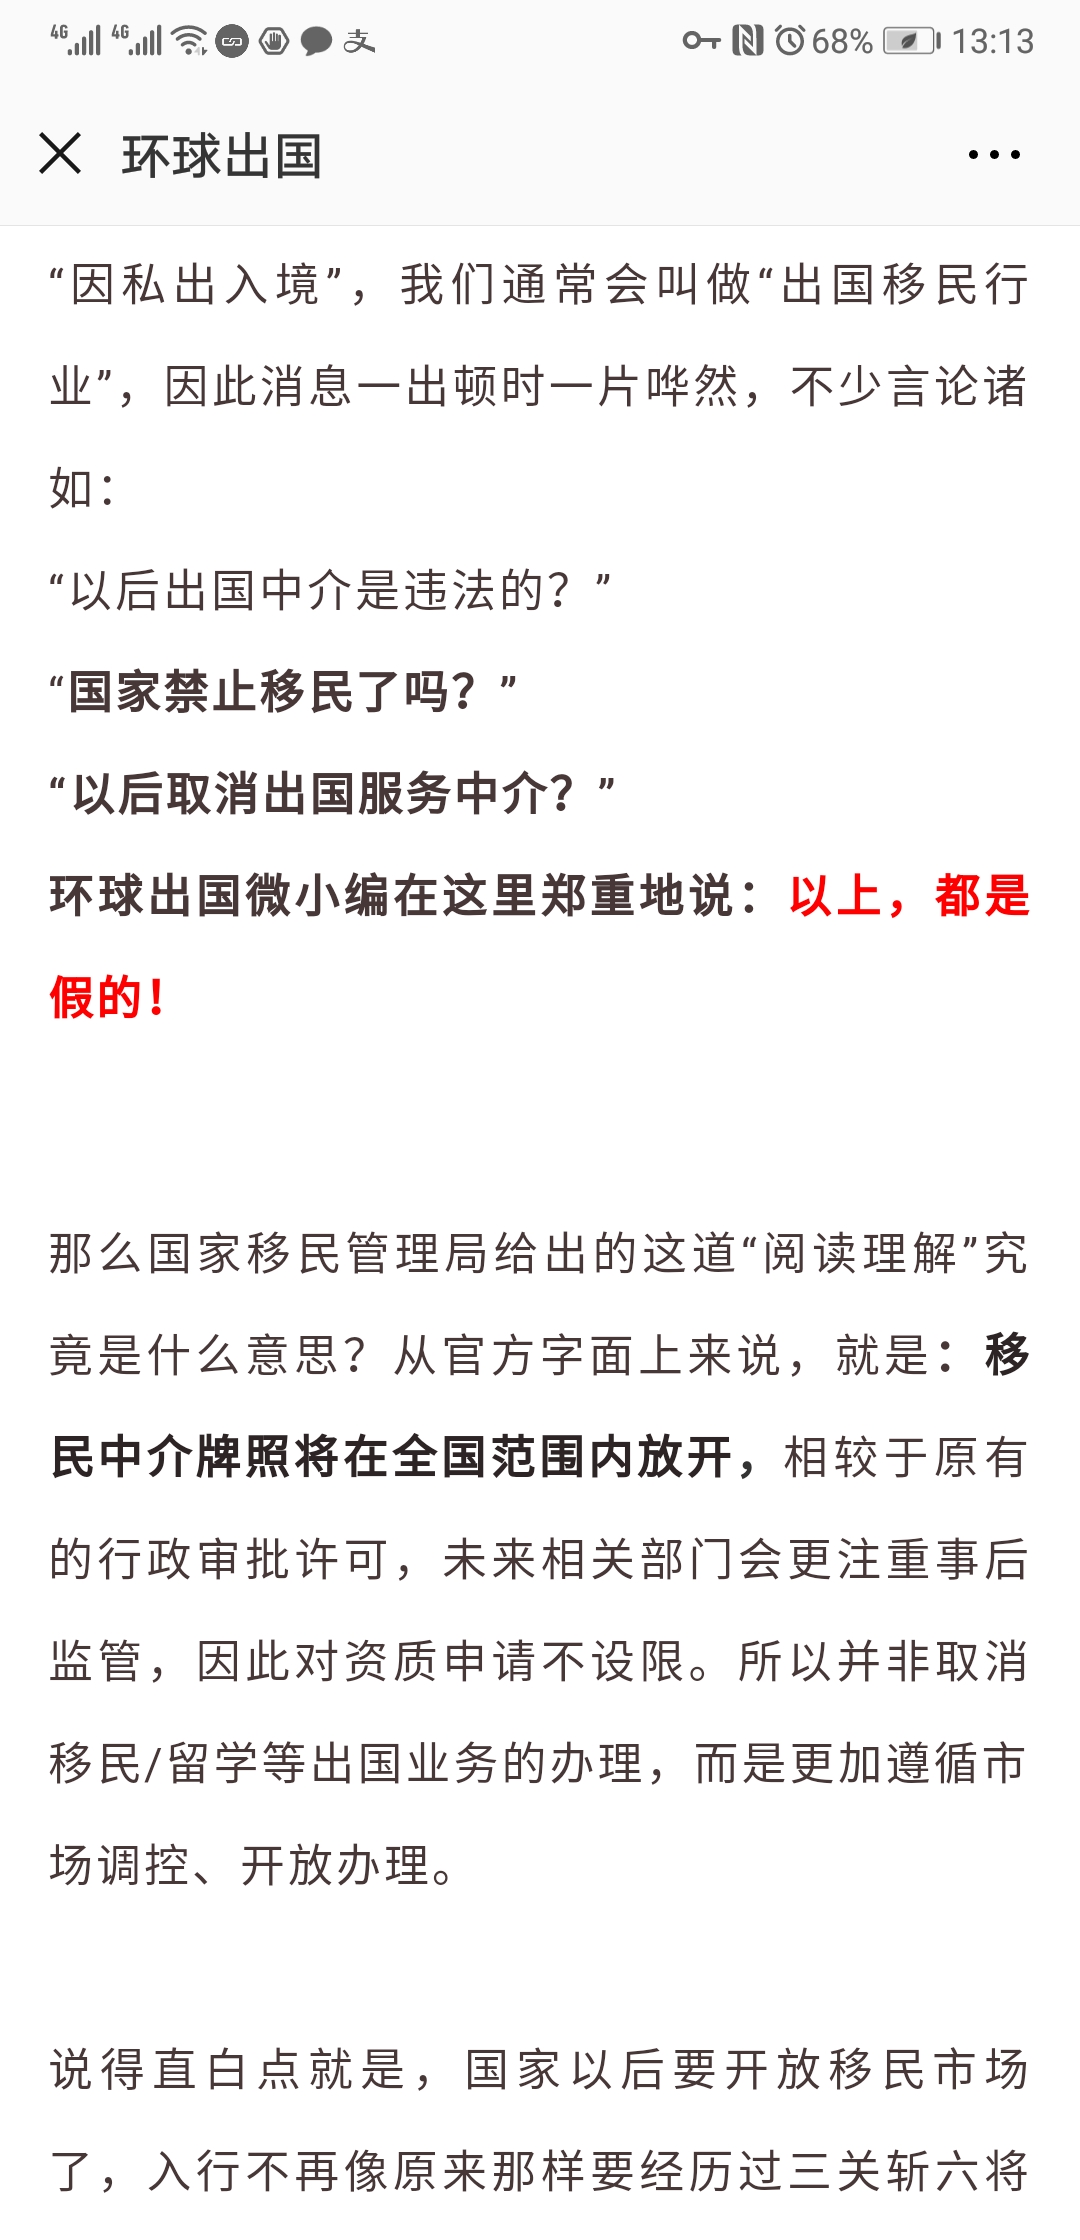 4G 4G 支 68% 13:13
环球出国
“因私出入境”，我们通常会叫做“出国移民行
业”，因此消息一出顿时一片哗然，不少言论诸
如：
“以后出国中介是违法的？”
“国家禁止移民了吗？”
“以后取消出国服务中介？”
环球出国微小编在这里郑重地说：以上，都是
假的！
那么国家移民管理局给出的这道“阅读理解”究
竟是什么意思？从官方字面上来说，就是：移
民中介牌照将在全国范围内放开，相较于原有
的行政审批许可，未来相关部门会更注重事后
监管，因此对资质申请不设限。所以并非取消
移民/留学等出国业务的办理，而是更加遵循市
场调控、开放办理。
说得直白点就是，国家以后要开放移民市场
了，入行不再像原来那样要经历过三关斩六将